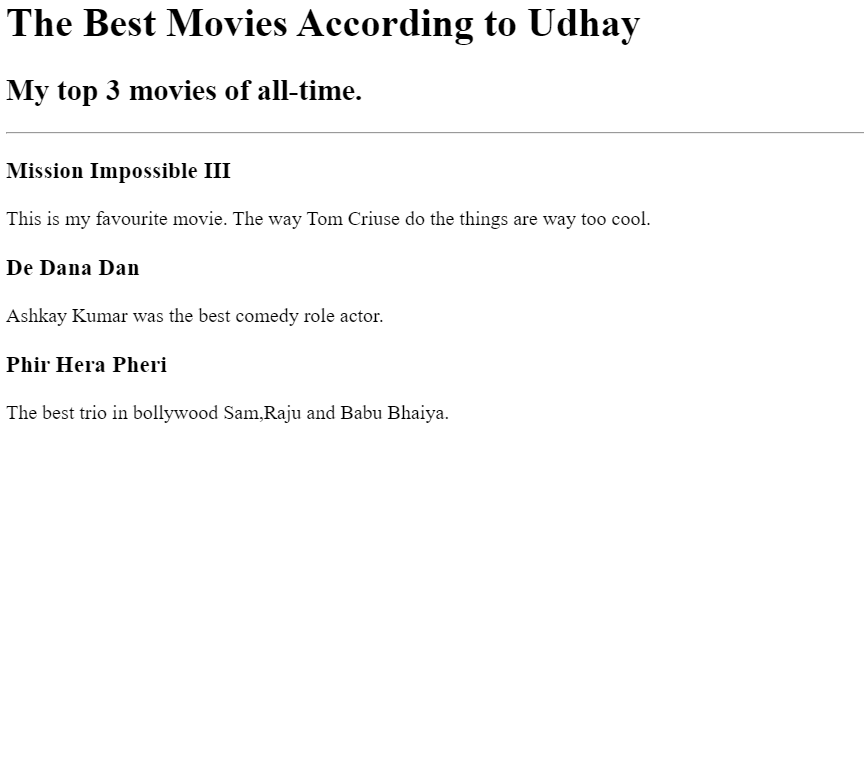 The Best Movies According to Udhay
My top 3 movies of all-time.
Mission Impossible III
This is my favourite movie. The way Tom Criuse do the things are way too cool.
De Dana Dan
Ashkay Kumar was the best comedy role actor.
Phir Hera Pheri
The best trio in bollywood Sam,Raju and Babu Bhaiya.